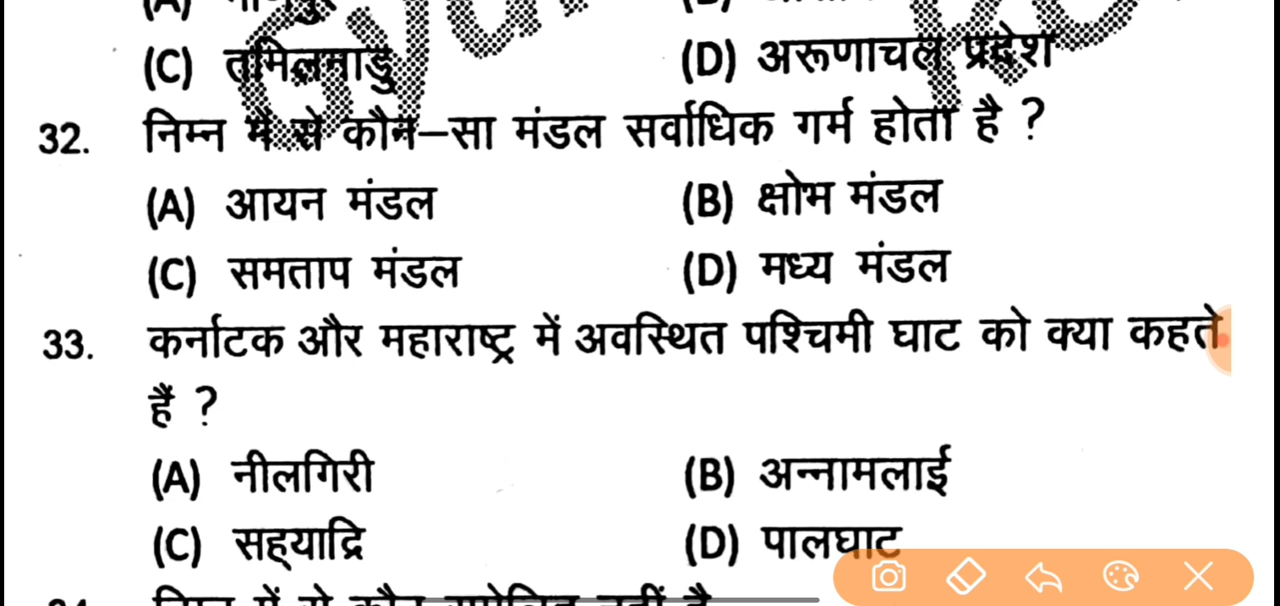 (C) तमिलनाडु (D) अरूणाचल प्रदेश
32. निम्न में से कौन–सा मंडल सर्वाधिक गर्म होता है ?
(A) आयन मंडल (B) क्षोभ मंडल
(C) समताप मंडल (D) मध्य मंडल
33. कर्नाटक और महाराष्ट्र में अवस्थित पश्चिमी घाट को क्या कहते
हैं ?
(A) नीलगिरी (B) अन्नामलाई
(C) सह्याद्रि (D) पालघाट